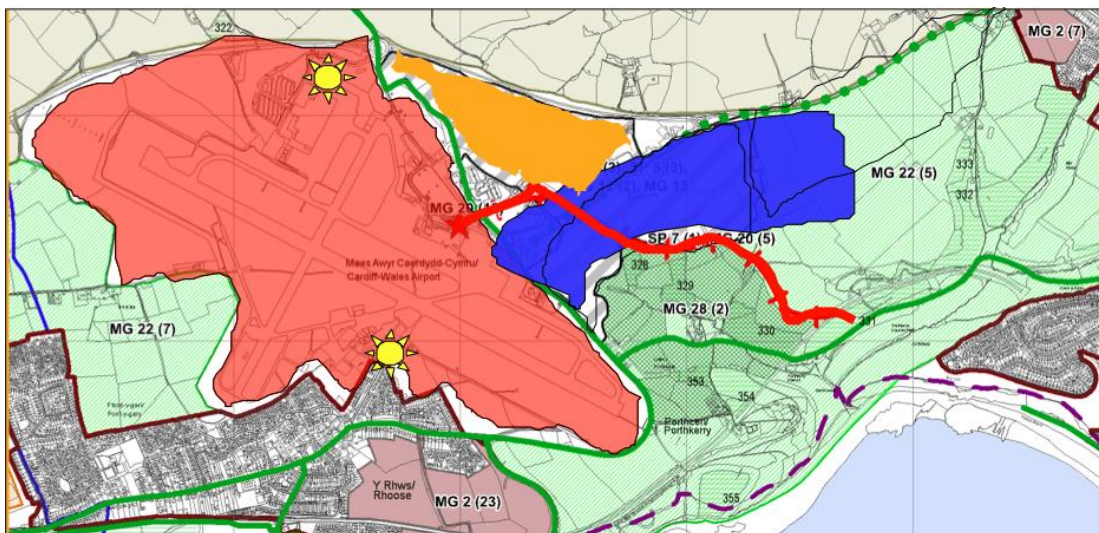 322
MG 2 (7)
333
MG 22 (5)
332
MG 20
SP 7 (1) MG 20 (5)
328
Maes Awyr Caerdydd-Cymru/
Cardiff-Wales Airport
329
MG 28 (2)
MG 22 (7)
330
331
353
354
Porthceri/
Porthkerry
Y Rhws/
Rhoose
MG 2 (23)
355